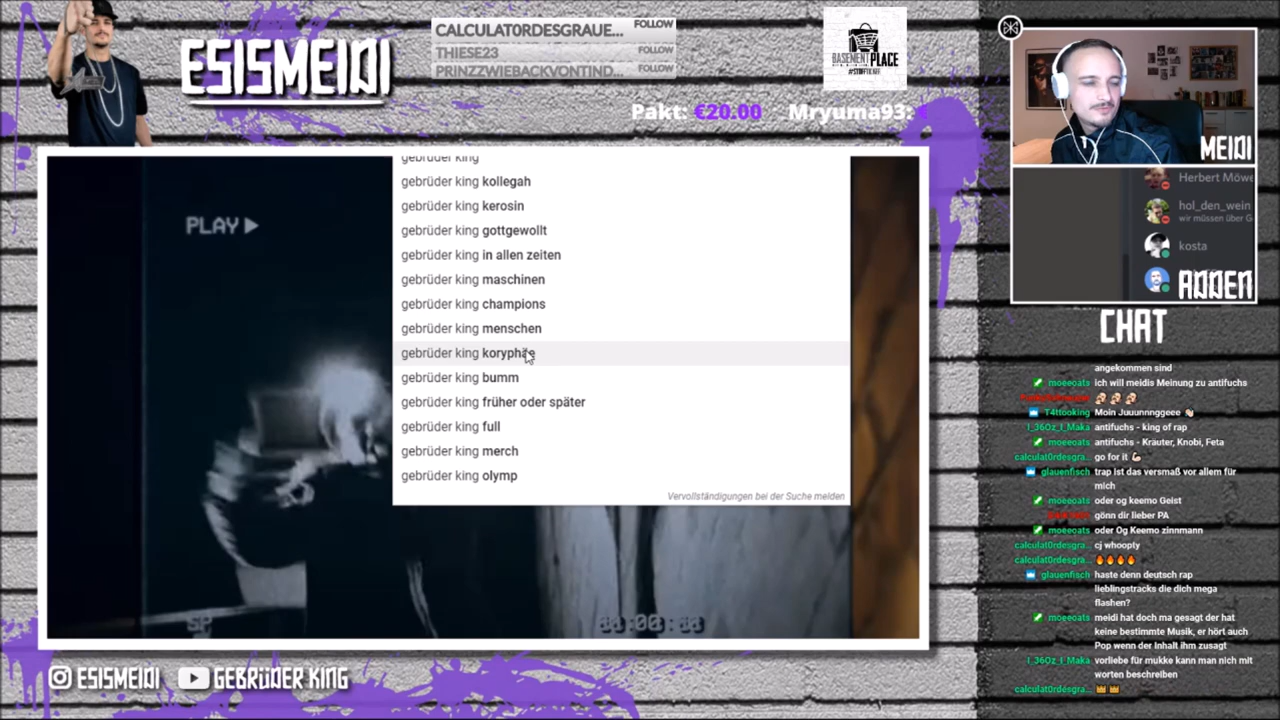 ESISMEIDI
CALCULAT0RDESGRAUE... FOLLOW
THIESE23 FOLLOW
PRINZZWIEBACKVONTIND... FOLLOW
BASEMENTPLACE
Pakt: €20.00 Mryuma93: €
MEIDI
Herbert Möwe
hol_den_wein
wir müssen über G
kosta
ADDEN
PLAY
gebrüder king
gebrüder king kollegah
gebrüder king kerosin
gebrüder king gottgewollt
gebrüder king in allen zeiten
gebrüder king maschinen
gebrüder king champions
gebrüder king menschen
gebrüder king koryphäe
gebrüder king bumm
gebrüder king früher oder später
gebrüder king full
gebrüder king merch
gebrüder king olymp
Vervollständigungen bei der Suche melden
SP
CHAT
angekommen sind
moeeoats ich will meidis Meinung zu antifuchs
T4ttooking Moin Juuunnnggeee
I_36Oz_I_Maka antifuchs - king of rap
moeeoats antifuchs - Kräuter, Knobi, Feta
calculat0rdesgra... go for it
glauenfisch trap ist das versmaß vor allem für
mich
moeeoats oder og keemo Geist
gönn dir lieber PA
moeeoats oder Og Keemo zinnmann
calculat0rdesgra... cj whoopty
calculat0rdesgra...
glauenfisch haste denn deutsch rap
lieblingstracks die dich mega
flashen?
moeeoats meidi hat doch ma gesagt der hat
keine bestimmte Musik, er hört auch
Pop wenn der Inhalt ihm zusagt
I_36Oz_I_Maka vorliebe für mukke kann man nich mit
worten beschreiben
calculat0rdesgra...
ESISMEIDI GEBRÜDER KING